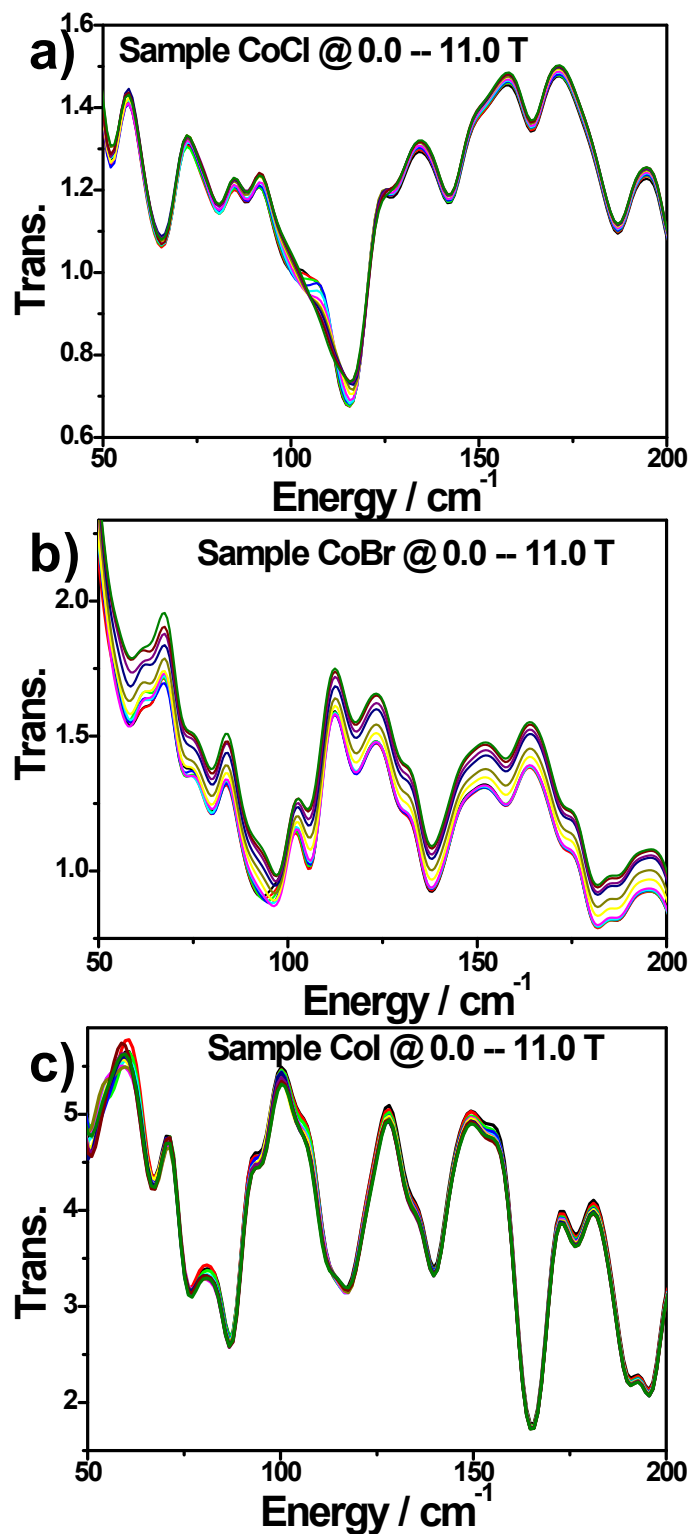 a) Sample CoCl @ 0.0 -- 11.0 T
1.6
1.4
1.2
1.0
0.8
0.6
Trans.
50 100 150 200
Energy / cm-1
b) Sample CoBr @ 0.0 -- 11.0 T
2.0
1.5
1.0
Trans.
50 100 150 200
Energy / cm-1
c) Sample CoI @ 0.0 -- 11.0 T
5
4
3
2
Trans.
50 100 150 200
Energy / cm-1